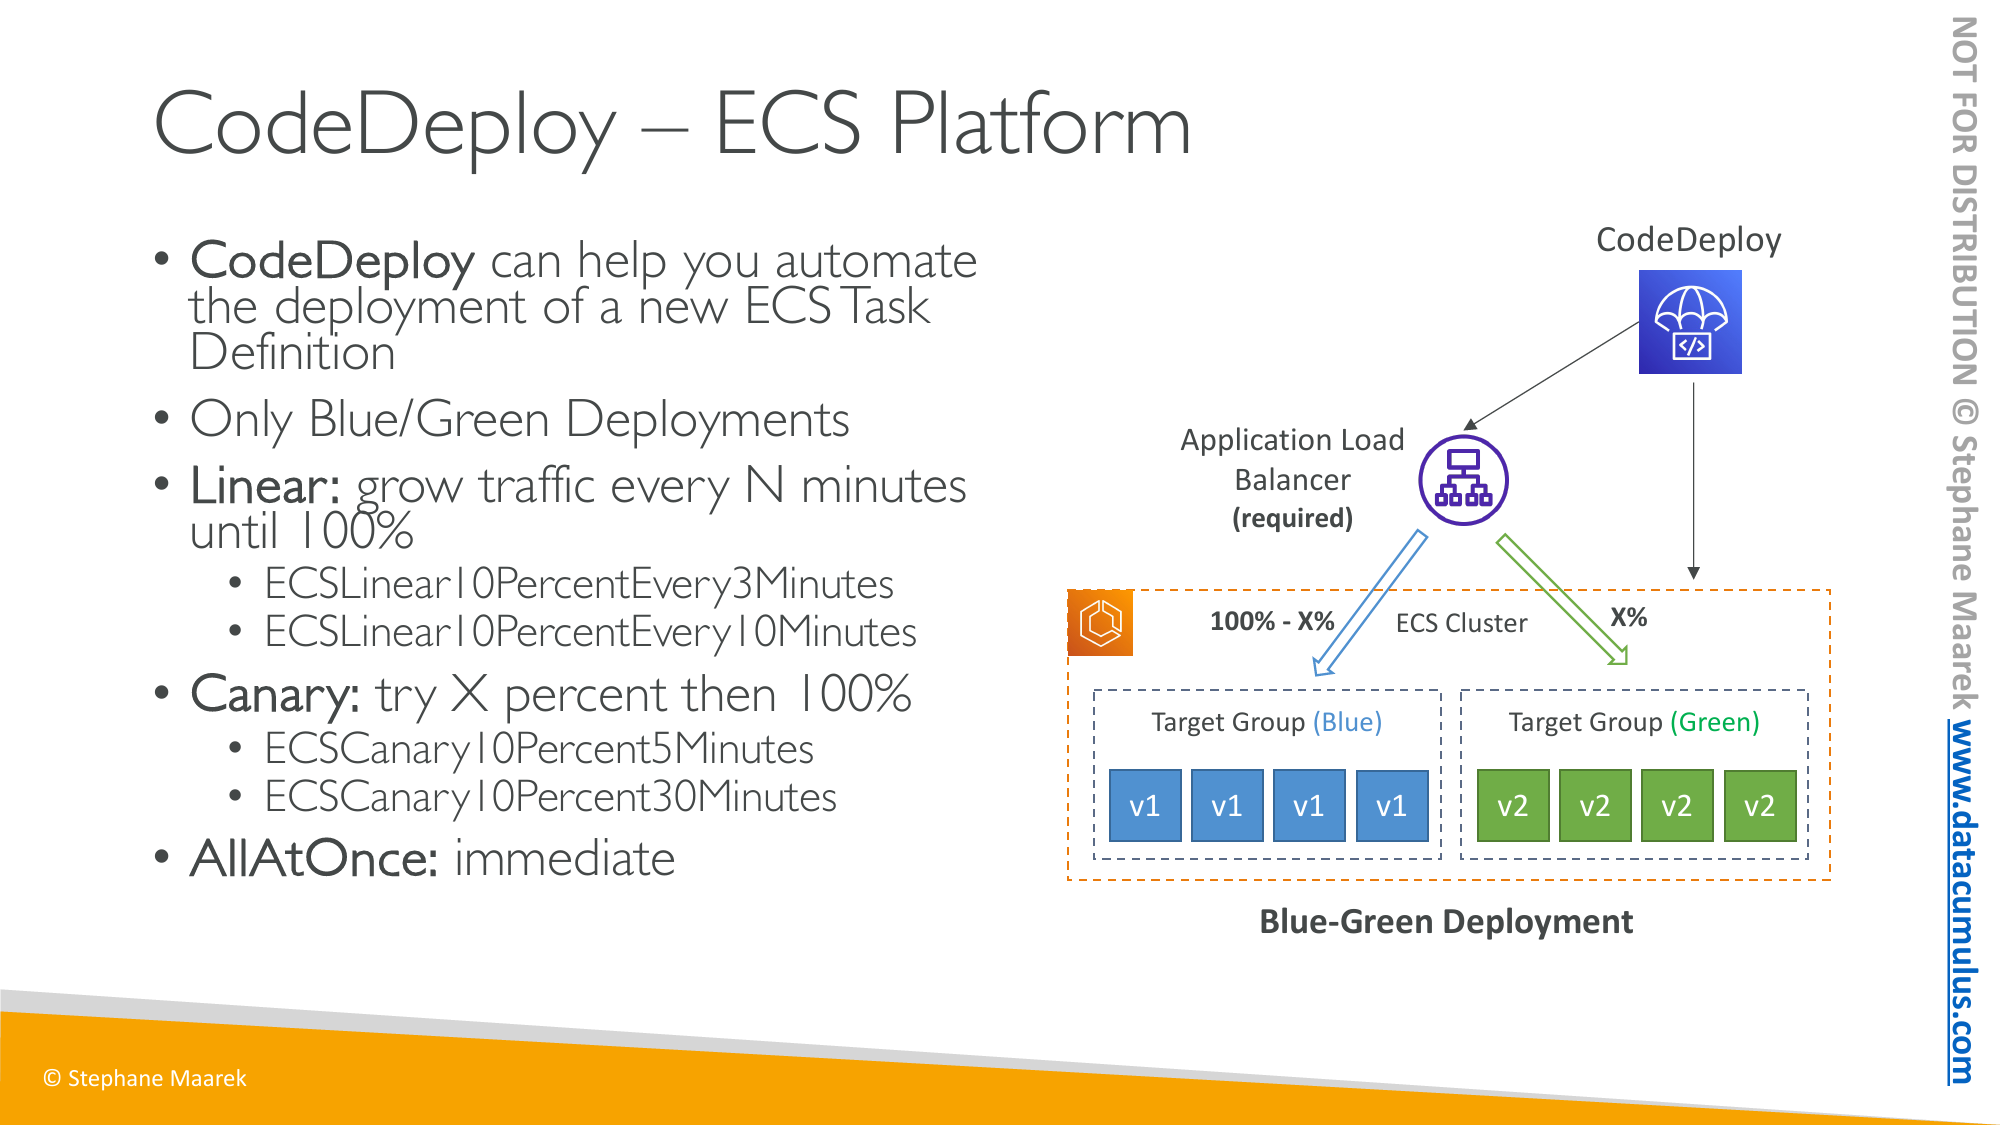 CodeDeploy – ECS Platform
• CodeDeploy can help you automate
the deployment of a new ECS Task
Definition
• Only Blue/Green Deployments
• Linear: grow traffic every N minutes
until 100%
• ECSLinear10PercentEvery3Minutes
• ECSLinear10PercentEvery10Minutes
• Canary: try X percent then 100%
• ECSCanary10Percent5Minutes
• ECSCanary10Percent30Minutes
• AllAtOnce: immediate
CodeDeploy
</>
Application Load
Balancer
(required)
100% - X%
ECS Cluster
X%
Target Group (Blue)
Target Group (Green)
v1 v1 v1 v1
v2 v2 v2 v2
Blue-Green Deployment
© Stephane Maarek
NOT FOR DISTRIBUTION © Stephane Maarek www.datacumulus.com